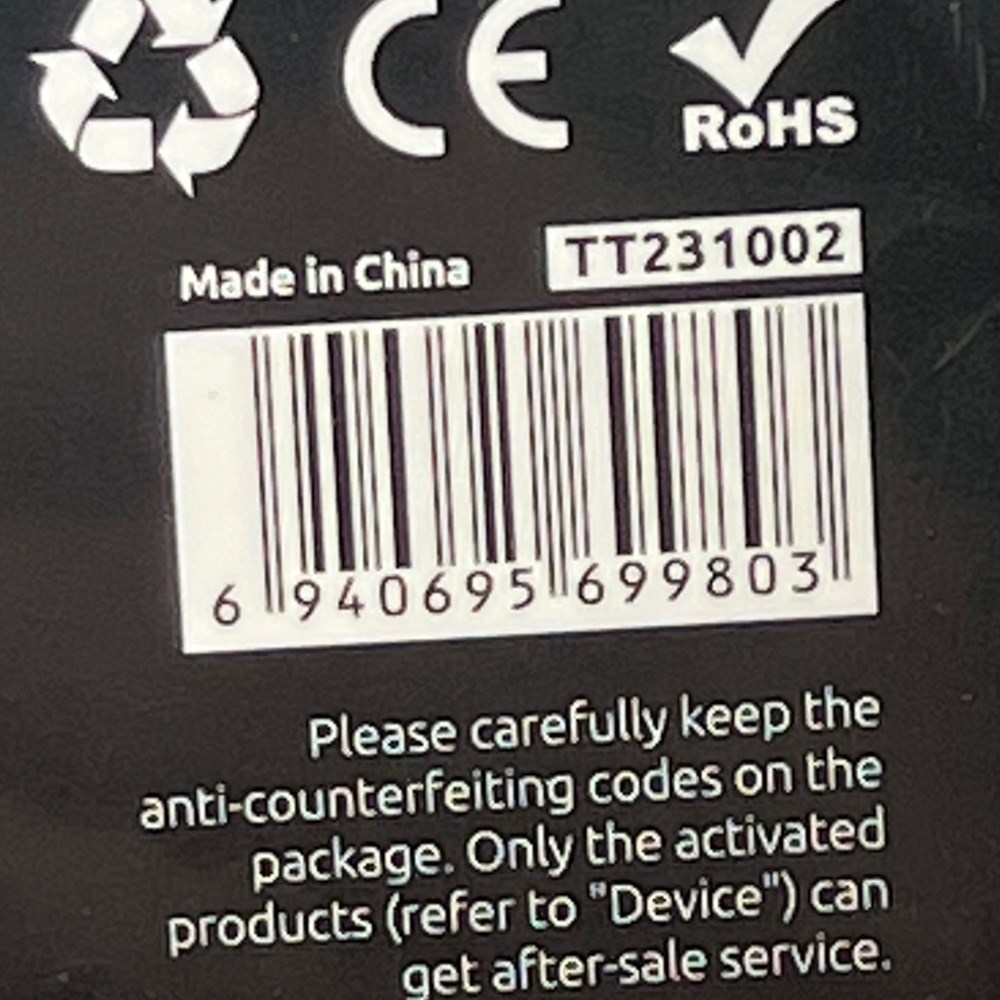 CE
RoHS
Made in China
TT231002
6 940695 699803
Please carefully keep the
anti-counterfeiting codes on the
package. Only the activated
products (refer to "Device") can
get after-sale service.